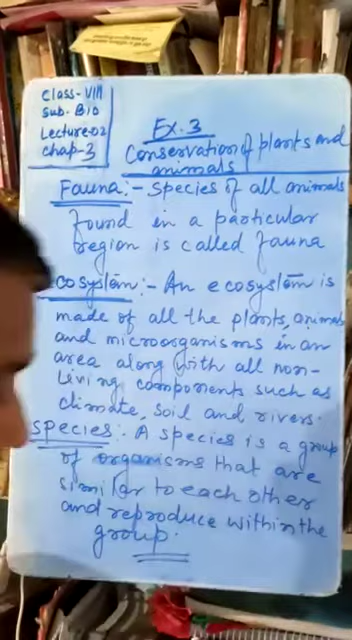 Class- VIII
Sub. Bio
Lecture-02
Chap-3
Ex. 3
Conservation of plants and
animals
Fauna:- Species of all animals
found in a particular
region is called fauna
cosystem:- An ecosystem is
made of all the plants, animals
and microorganisms in an
area along with all non-
living components such as
climate, soil and rivers.
Species:- A species is a group
of organisms that are
similar to each other
and reproduce within the
group.